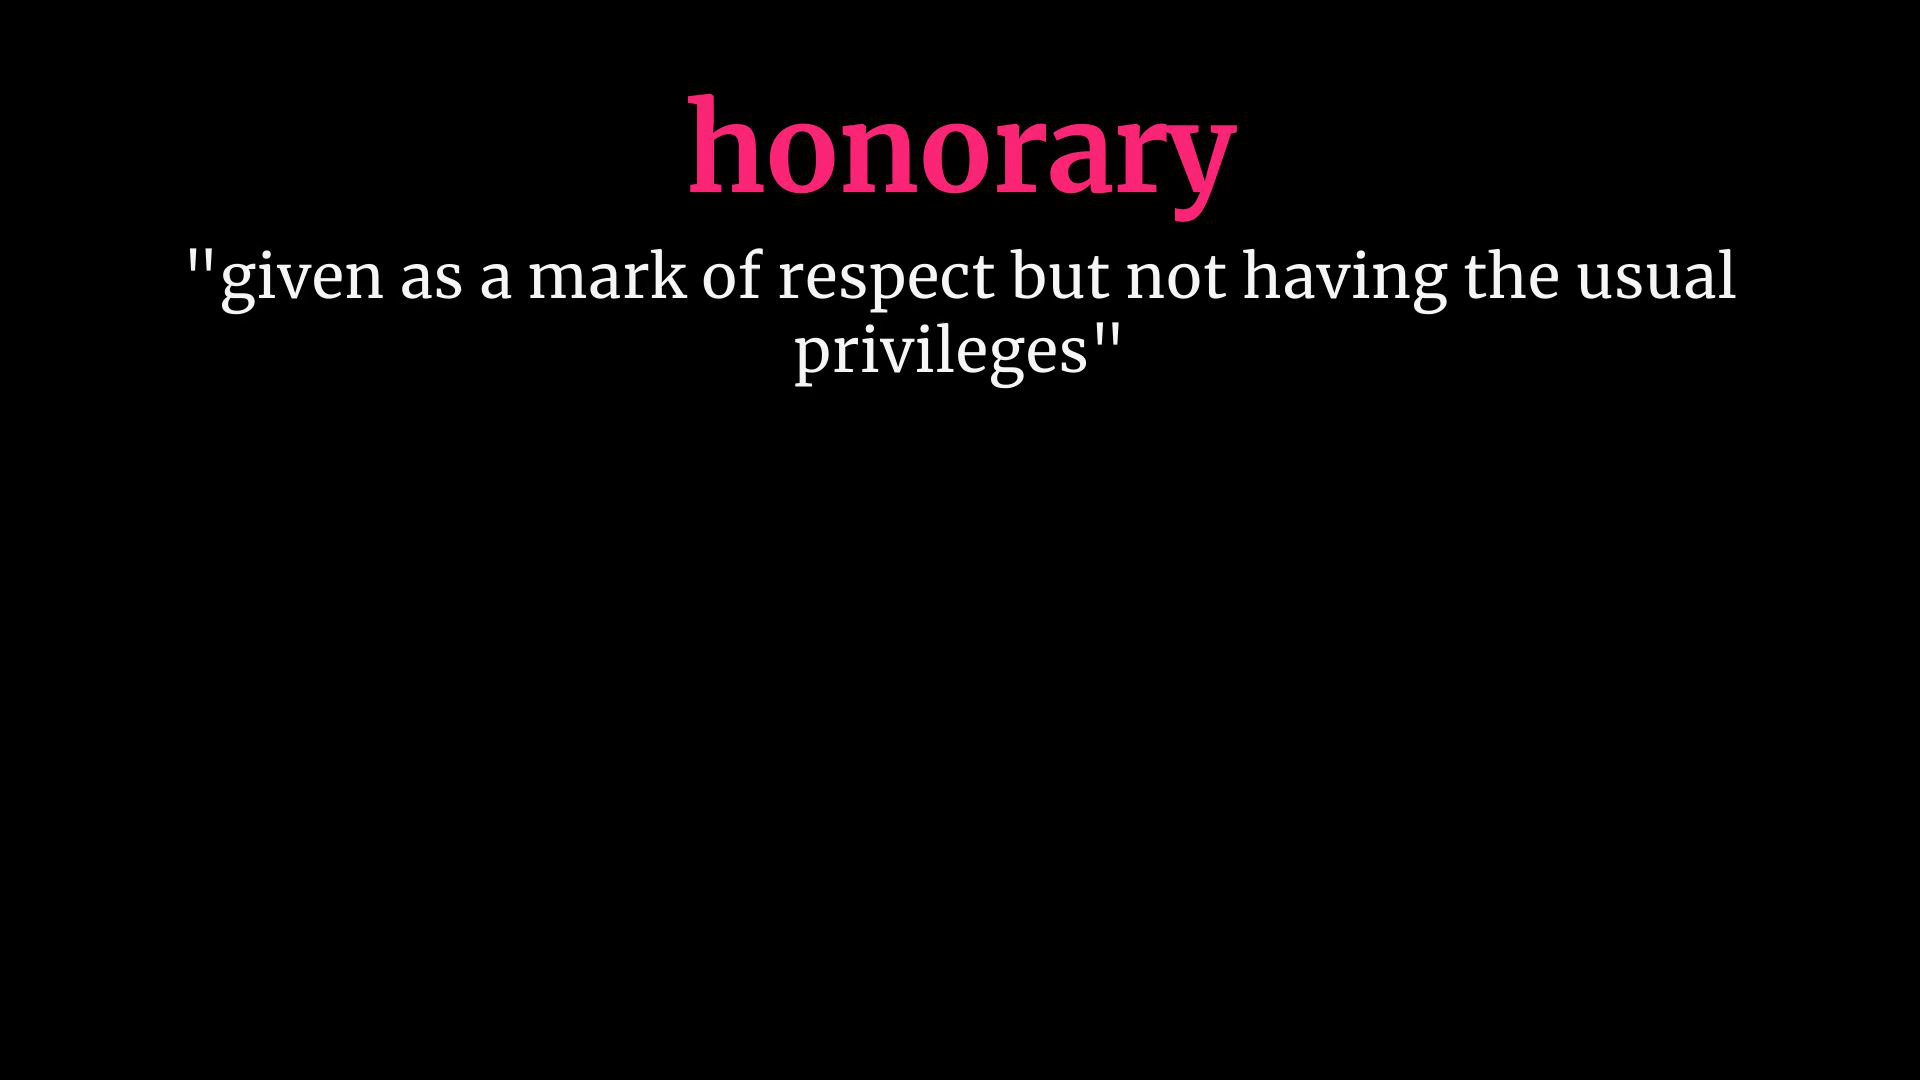 honorary
"given as a mark of respect but not having the usual
privileges"